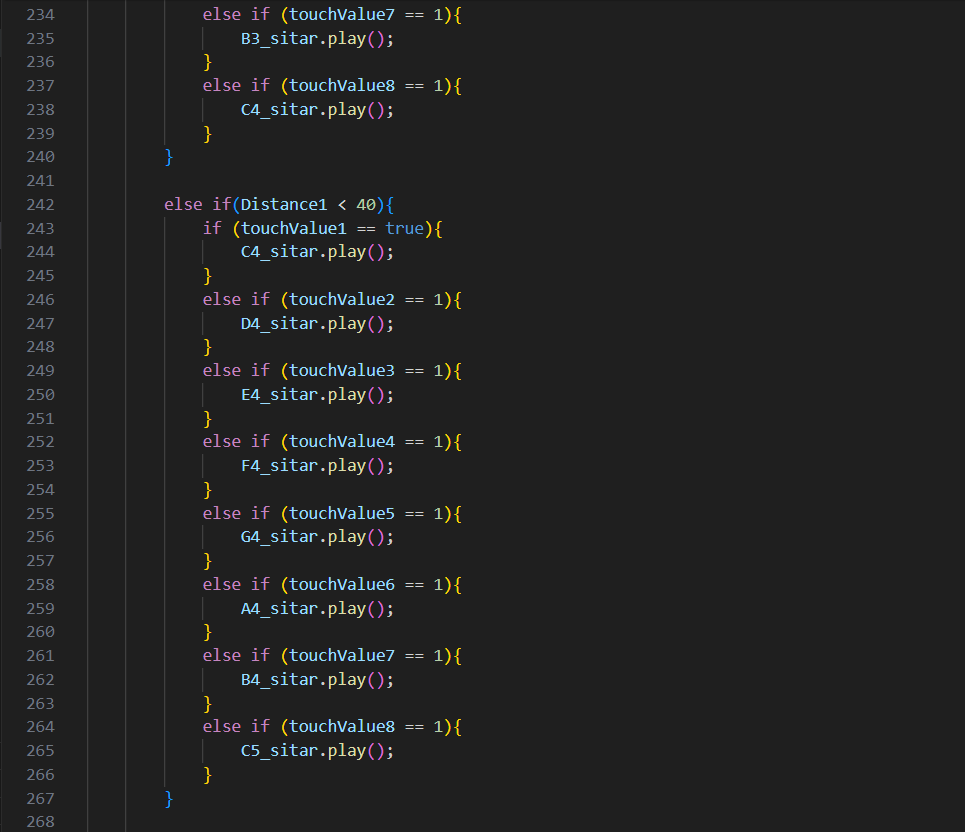 234 else if (touchValue7 == 1){
235 B3_sitar.play();
236 }
237 else if (touchValue8 == 1){
238 C4_sitar.play();
239 }
240 }
241
242 else if(Distance1 < 40){
243 if (touchValue1 == true){
244 C4_sitar.play();
245 }
246 else if (touchValue2 == 1){
247 D4_sitar.play();
248 }
249 else if (touchValue3 == 1){
250 E4_sitar.play();
251 }
252 else if (touchValue4 == 1){
253 F4_sitar.play();
254 }
255 else if (touchValue5 == 1){
256 G4_sitar.play();
257 }
258 else if (touchValue6 == 1){
259 A4_sitar.play();
260 }
261 else if (touchValue7 == 1){
262 B4_sitar.play();
263 }
264 else if (touchValue8 == 1){
265 C5_sitar.play();
266 }
267 }
268